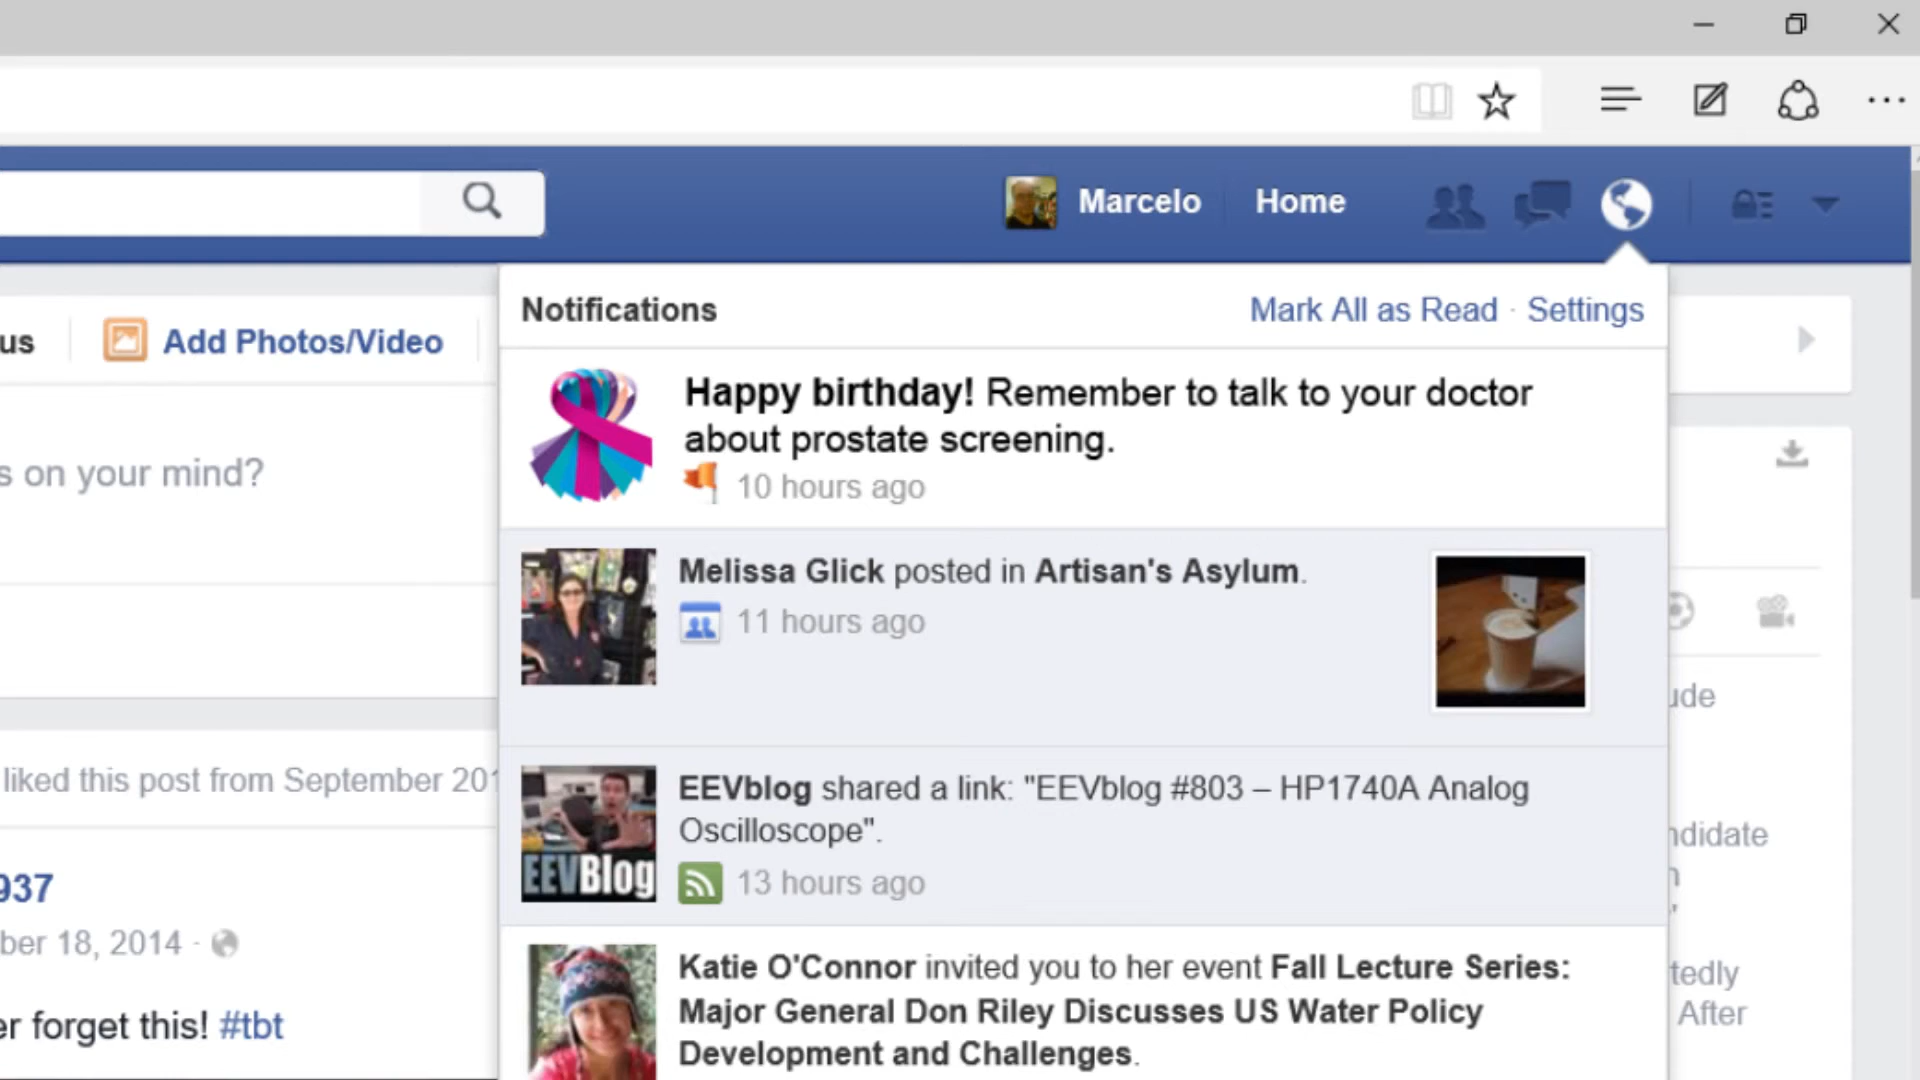 Marcelo
Home
Notifications
Mark All as Read · Settings
us
Add Photos/Video
Happy birthday! Remember to talk to your doctor
about prostate screening.
10 hours ago
s on your mind?
Melissa Glick posted in Artisan's Asylum.
11 hours ago
ude
liked this post from September 201
EEVblog shared a link: "EEVblog #803 – HP1740A Analog
Oscilloscope".
EEVBlog
13 hours ago
ndidate
937
ber 18, 2014 ·
Katie O'Connor invited you to her event Fall Lecture Series:
Major General Don Riley Discusses US Water Policy
Development and Challenges.
tedly
After
er forget this! #tbt